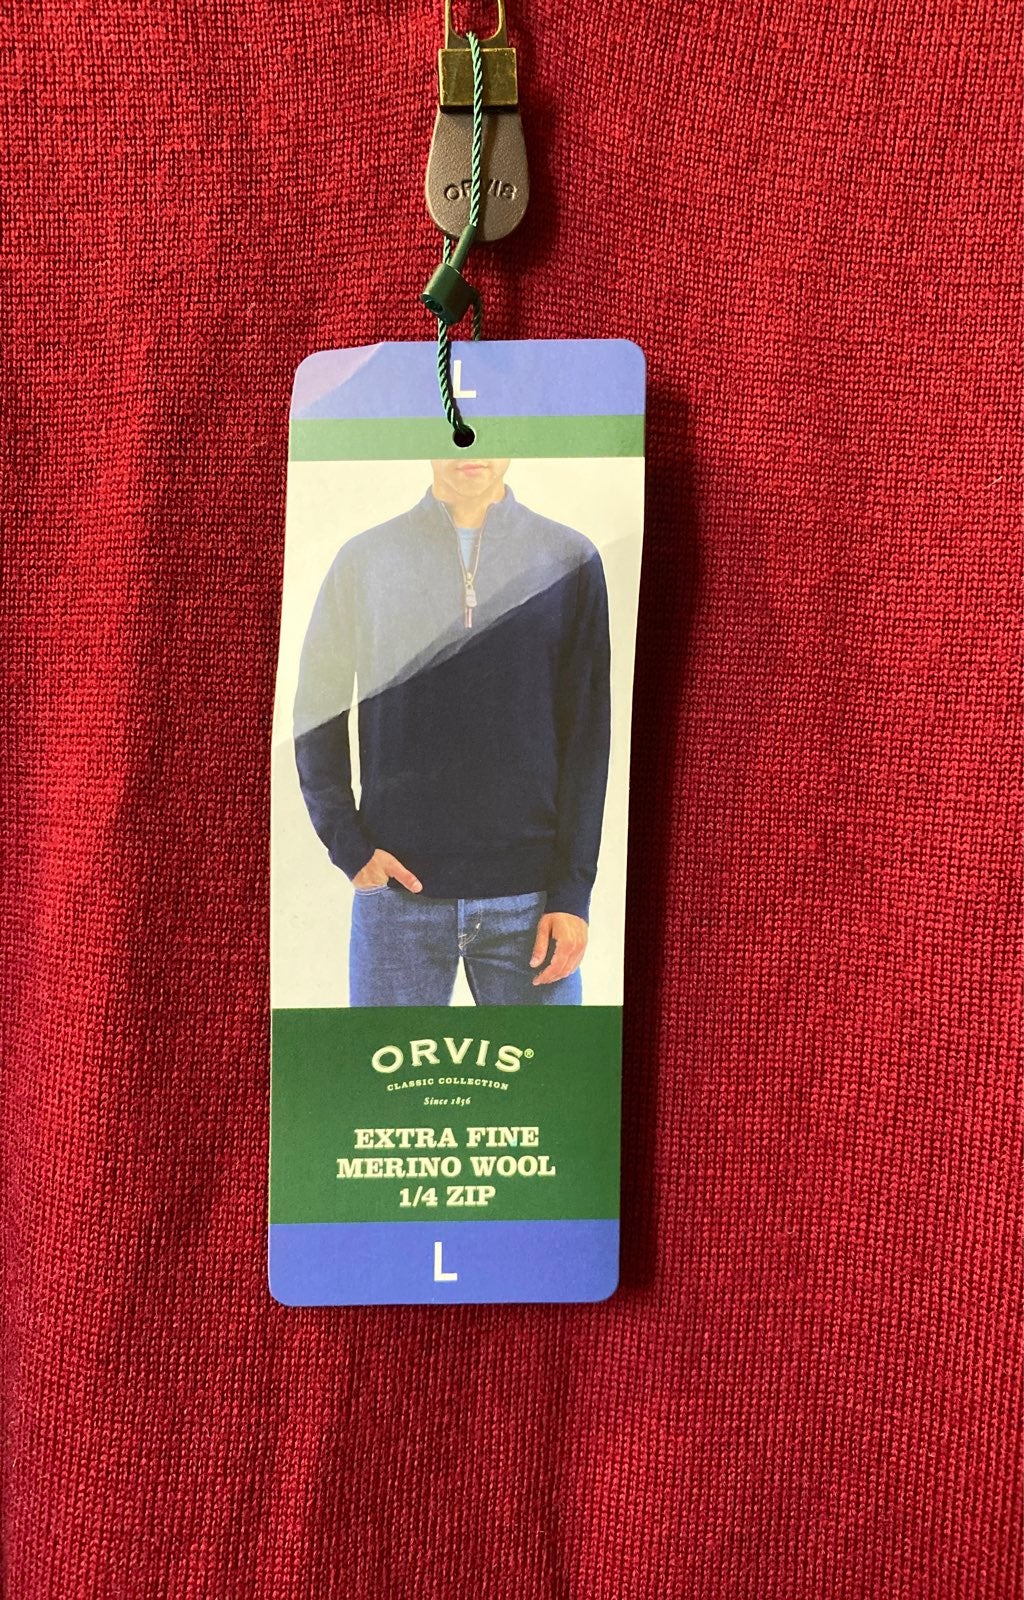 ORVIS
L
ORVIS®
CLASSIC COLLECTION
Since 1856
EXTRA FINE
MERINO WOOL
1/4 ZIP
L